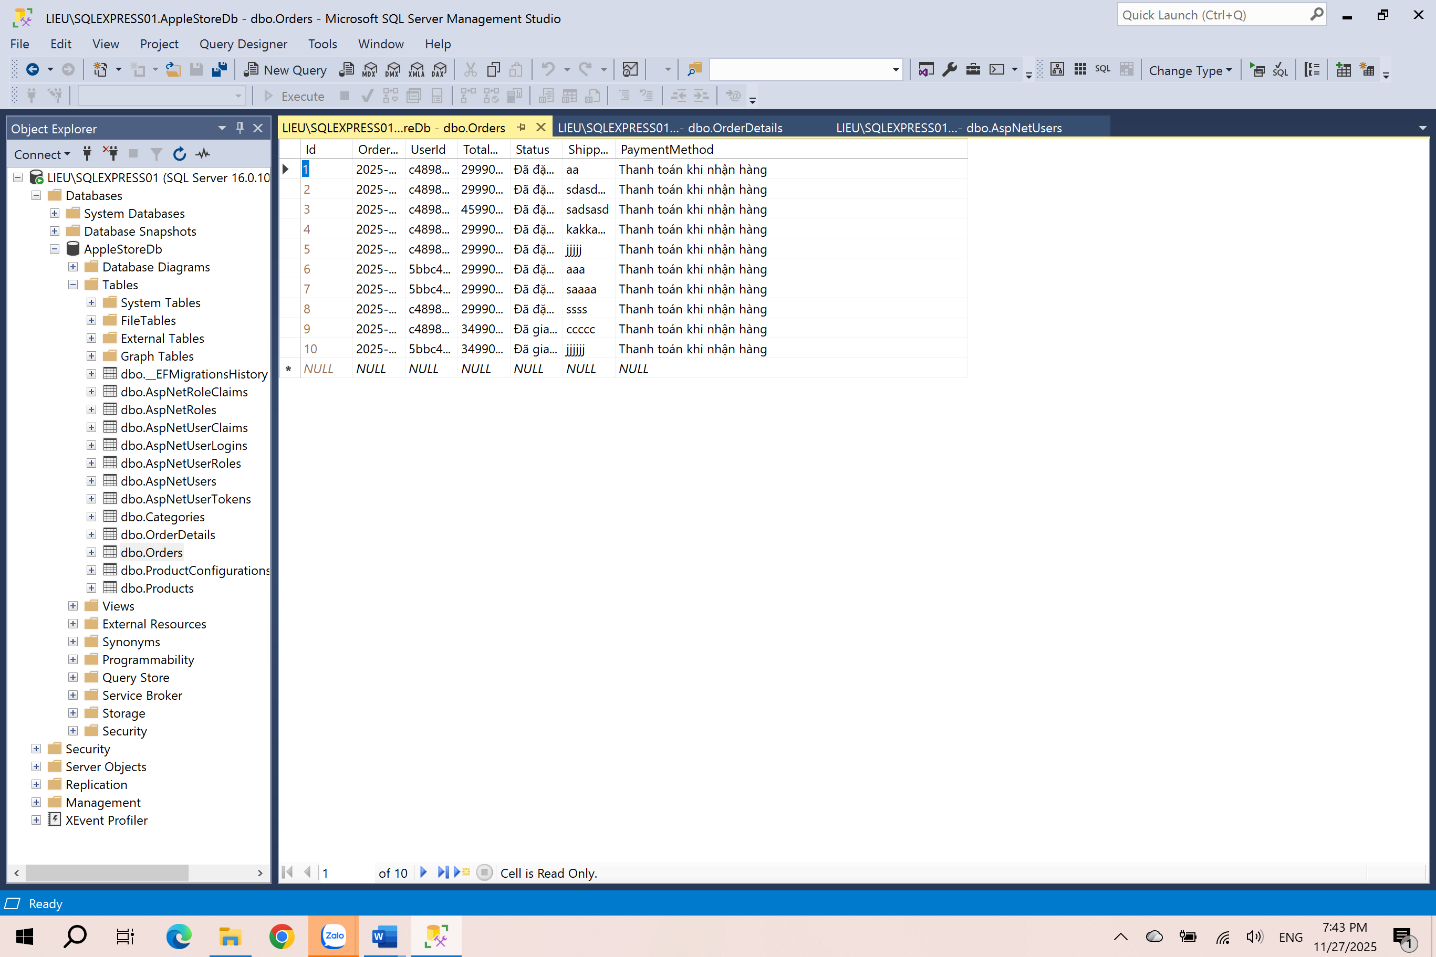 LIEU\SQLEXPRESS01.AppleStoreDb - dbo.Orders - Microsoft SQL Server Management Studio
Quick Launch (Ctrl+Q)
File Edit View Project Query Designer Tools Window Help
New Query MDX DMX XMLA DAX SQL Change Type SQL
Execute
Object Explorer
LIEU\SQLEXPRESS01...reDb - dbo.Orders
LIEU\SQLEXPRESS01...- dbo.OrderDetails
LIEU\SQLEXPRESS01...- dbo.AspNetUsers
Connect
LIEU\SQLEXPRESS01 (SQL Server 16.0.10
Databases
System Databases
Database Snapshots
AppleStoreDb
Database Diagrams
Tables
System Tables
FileTables
External Tables
Graph Tables
dbo.__EFMigrationsHistory
dbo.AspNetRoleClaims
dbo.AspNetRoles
dbo.AspNetUserClaims
dbo.AspNetUserLogins
dbo.AspNetUserRoles
dbo.AspNetUsers
dbo.AspNetUserTokens
dbo.Categories
dbo.OrderDetails
dbo.Orders
dbo.ProductConfigurations
dbo.Products
Views
External Resources
Synonyms
Programmability
Query Store
Service Broker
Storage
Security
Security
Server Objects
Replication
Management
XEvent Profiler
Id Order... UserId Total... Status Shipp... PaymentMethod
1 2025-... c4898... 29990... Đã đặ... aa Thanh toán khi nhận hàng
2 2025-... c4898... 29990... Đã đặ... sdasd... Thanh toán khi nhận hàng
3 2025-... c4898... 45990... Đã đặ... sadsasd Thanh toán khi nhận hàng
4 2025-... c4898... 29990... Đã đặ... kakka... Thanh toán khi nhận hàng
5 2025-... c4898... 29990... Đã đặ... jjjjj Thanh toán khi nhận hàng
6 2025-... 5bbc4... 29990... Đã đặ... aaa Thanh toán khi nhận hàng
7 2025-... 5bbc4... 29990... Đã đặ... saaaa Thanh toán khi nhận hàng
8 2025-... c4898... 29990... Đã đặ... ssss Thanh toán khi nhận hàng
9 2025-... c4898... 34990... Đã gia... ccccc Thanh toán khi nhận hàng
10 2025-... 5bbc4... 34990... Đã gia... jjjjjj Thanh toán khi nhận hàng
NULL NULL NULL NULL NULL NULL NULL
1 of 10 Cell is Read Only.
Ready
Zalo
ENG
7:43 PM
11/27/2025
1